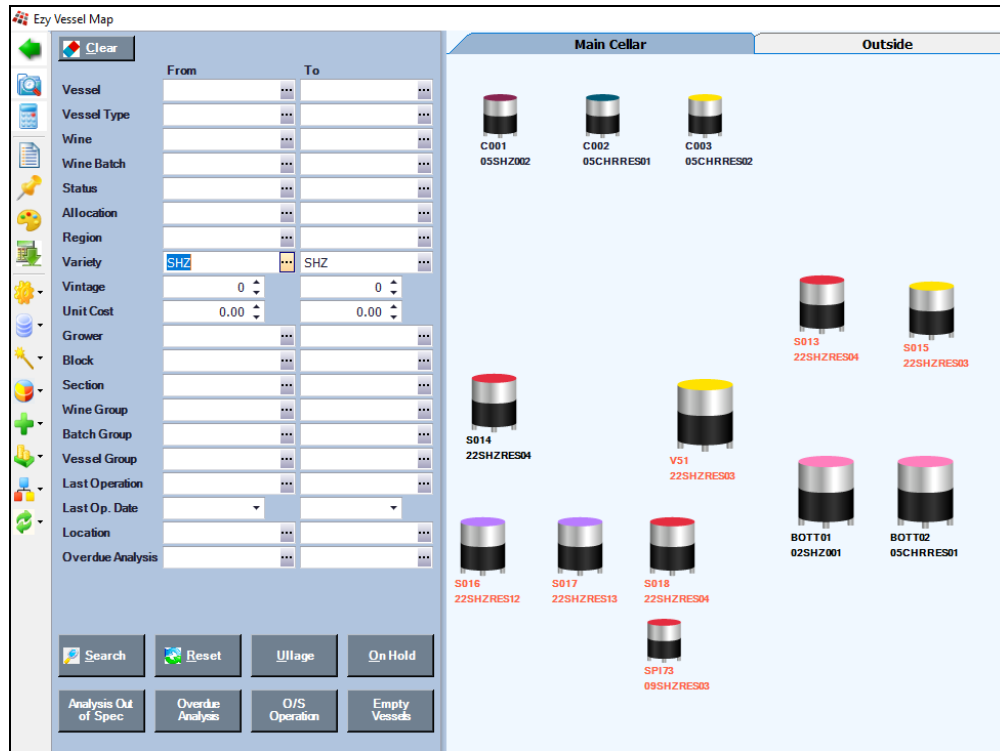 Ezy Vessel Map
Clear
From To
Vessel
Vessel Type
Wine
Wine Batch
Status
Allocation
Region
Variety SHZ SHZ
Vintage 0 0
Unit Cost 0.00 0.00
Grower
Block
Section
Wine Group
Batch Group
Vessel Group
Last Operation
Last Op. Date
Location
Overdue Analysis
Search Reset Ullage On Hold
Analysis Out of Spec
Overdue Analysis
O/S Operation
Empty Vessels
Main Cellar Outside
C001 C002 C003
05SHZ002 05CHRRES01 05CHRRES02
S013 S015
22SHZRES04 22SHZRES03
S014
22SHZRES04
V51
22SHZRES03
BOTT01 BOTT02
02SHZ001 05CHRRES01
S016 S017 S018
22SHZRES12 22SHZRES13 22SHZRES04
SPI73
09SHZRES03